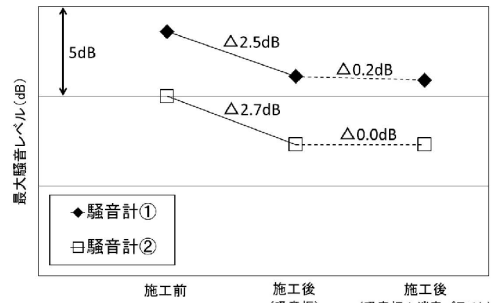 5dB
△2.5dB
△0.2dB
△2.7dB
△0.0dB
最大騒音レベル(dB)
騒音計①
騒音計②
施工前
施工後
施工後